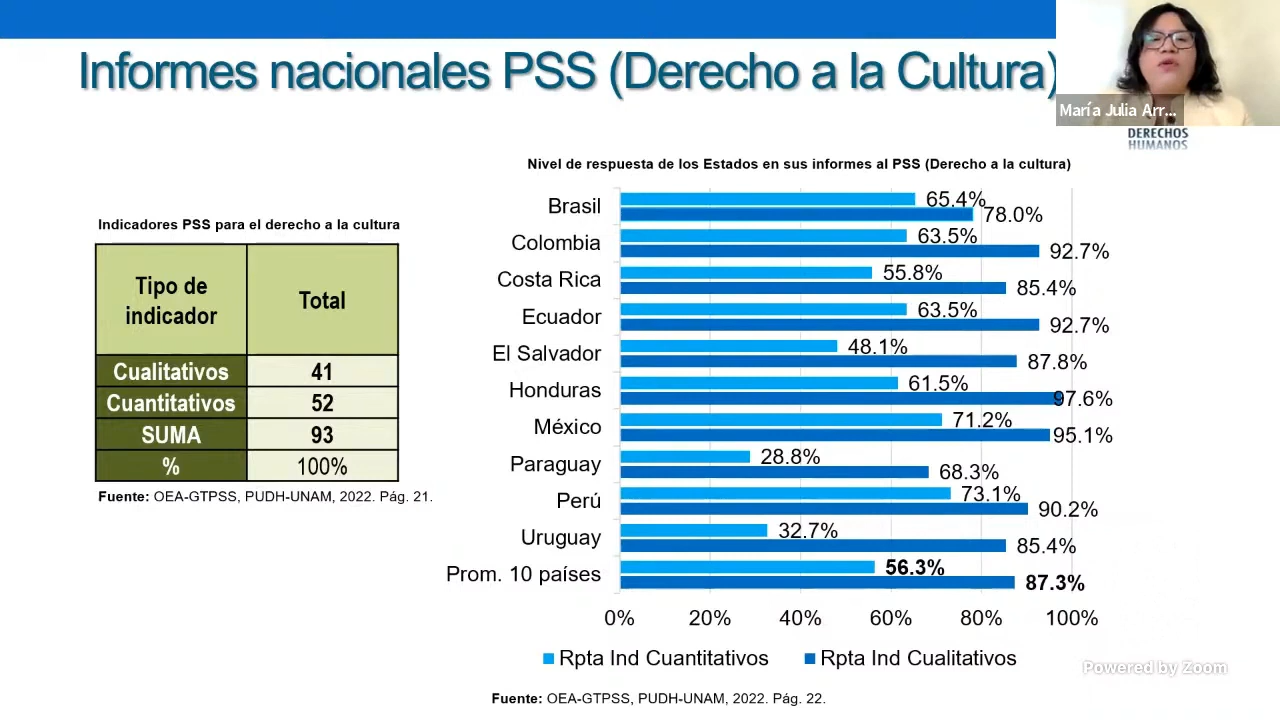 Informes nacionales PSS (Derecho a la Cultura)
María Julia Arr...
DERECHOS
HUMANOS
Indicadores PSS para el derecho a la cultura
Tipo de
indicador
Total
Cualitativos 41
Cuantitativos 52
SUMA 93
% 100%
Fuente: OEA-GTPSS, PUDH-UNAM, 2022. Pág. 21.
Nivel de respuesta de los Estados en sus informes al PSS (Derecho a la cultura)
Brasil 65.4% 78.0%
Colombia 63.5% 92.7%
Costa Rica 55.8% 85.4%
Ecuador 63.5% 92.7%
El Salvador 48.1% 87.8%
Honduras 61.5% 97.6%
México 71.2% 95.1%
Paraguay 28.8% 68.3%
Perú 73.1% 90.2%
Uruguay 32.7% 85.4%
Prom. 10 países 56.3% 87.3%
0% 20% 40% 60% 80% 100%
Rpta Ind Cuantitativos Rpta Ind Cualitativos
Powered by Zoom
Fuente: OEA-GTPSS, PUDH-UNAM, 2022. Pág. 22.